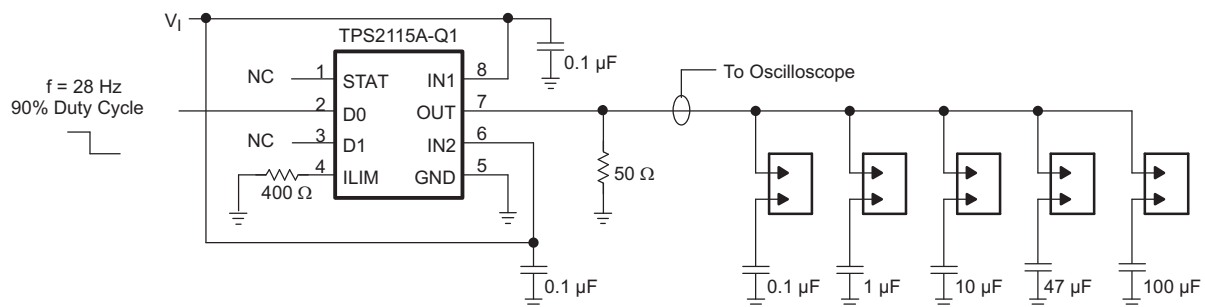 V_I
TPS2115A-Q1
0.1 µF
f = 28 Hz
90% Duty Cycle
NC
1 STAT
IN1 8
To Oscilloscope
2 D0
OUT 7
NC
3 D1
IN2 6
400 Ω
4 ILIM
GND 5
50 Ω
0.1 µF
0.1 µF
1 µF
10 µF
47 µF
100 µF